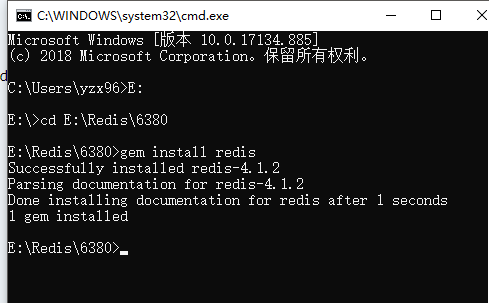 C:\WINDOWS\system32\cmd.exe
Microsoft Windows [版本 10.0.17134.885]
(c) 2018 Microsoft Corporation。保留所有权利。
C:\Users\yzx96>E:
E:\>cd E:\Redis\6380
E:\Redis\6380>gem install redis
Successfully installed redis-4.1.2
Parsing documentation for redis-4.1.2
Done installing documentation for redis after 1 seconds
1 gem installed
E:\Redis\6380>